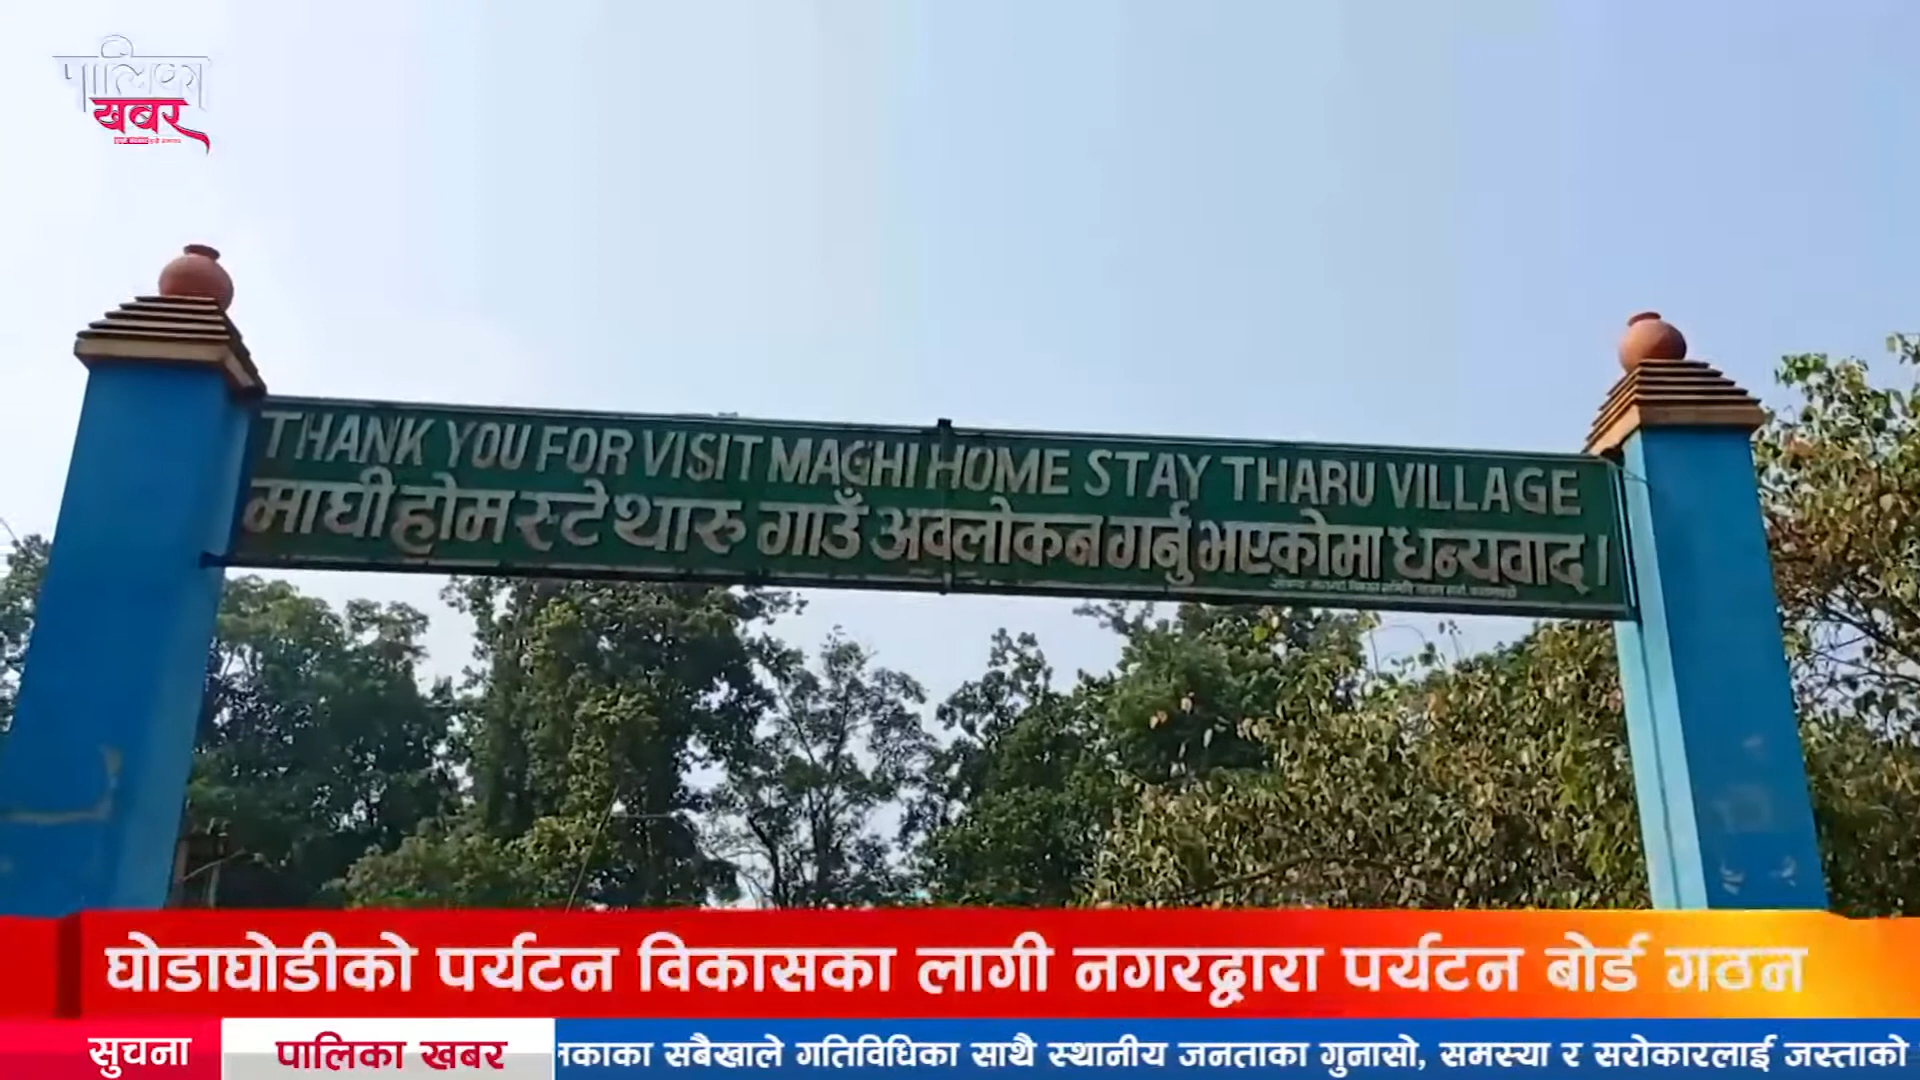 पालिका
खबर
THANK YOU FOR VISIT MAGHI HOME STAY THARU VILLAGE
माघी होम स्टे थारु गाउँ अवलोकन गर्नु भएकोमा धन्यवाद ।
घोडाघोडीको पर्यटन विकासका लागी नगरद्वारा पर्यटन बोर्ड गठन
सुचना
पालिका खबर
नकाका सबैखाले गतिविधिका साथै स्थानीय जनताका गुनासो, समस्या र सरोकारलाई जस्ताको